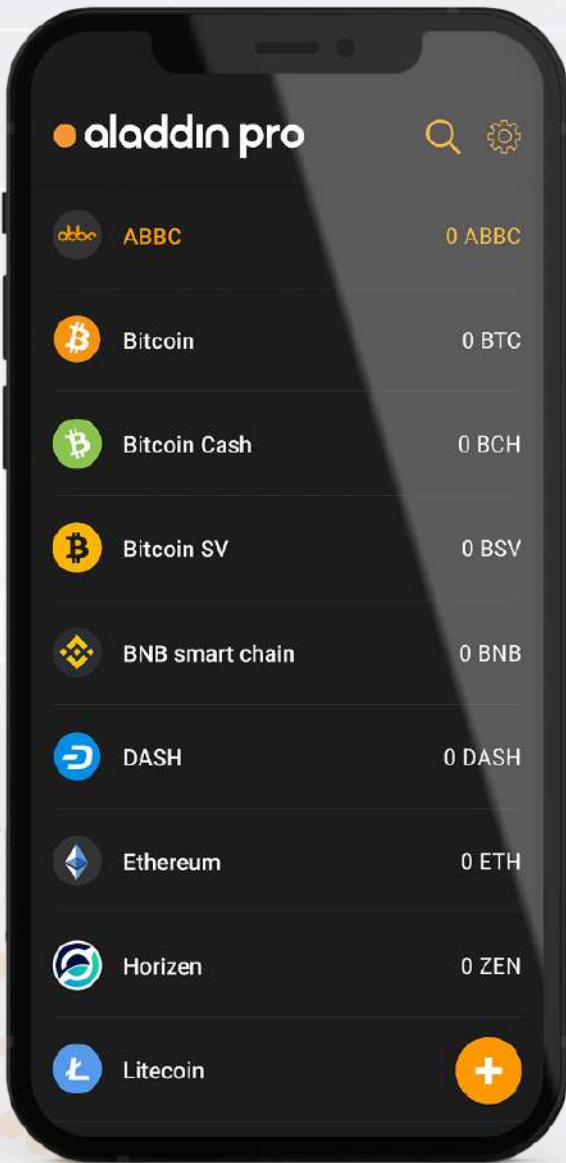 aladdin pro
abbc
ABBC 0 ABBC
Bitcoin 0 BTC
Bitcoin Cash 0 BCH
Bitcoin SV 0 BSV
BNB smart chain 0 BNB
DASH 0 DASH
Ethereum 0 ETH
Horizen 0 ZEN
Litecoin